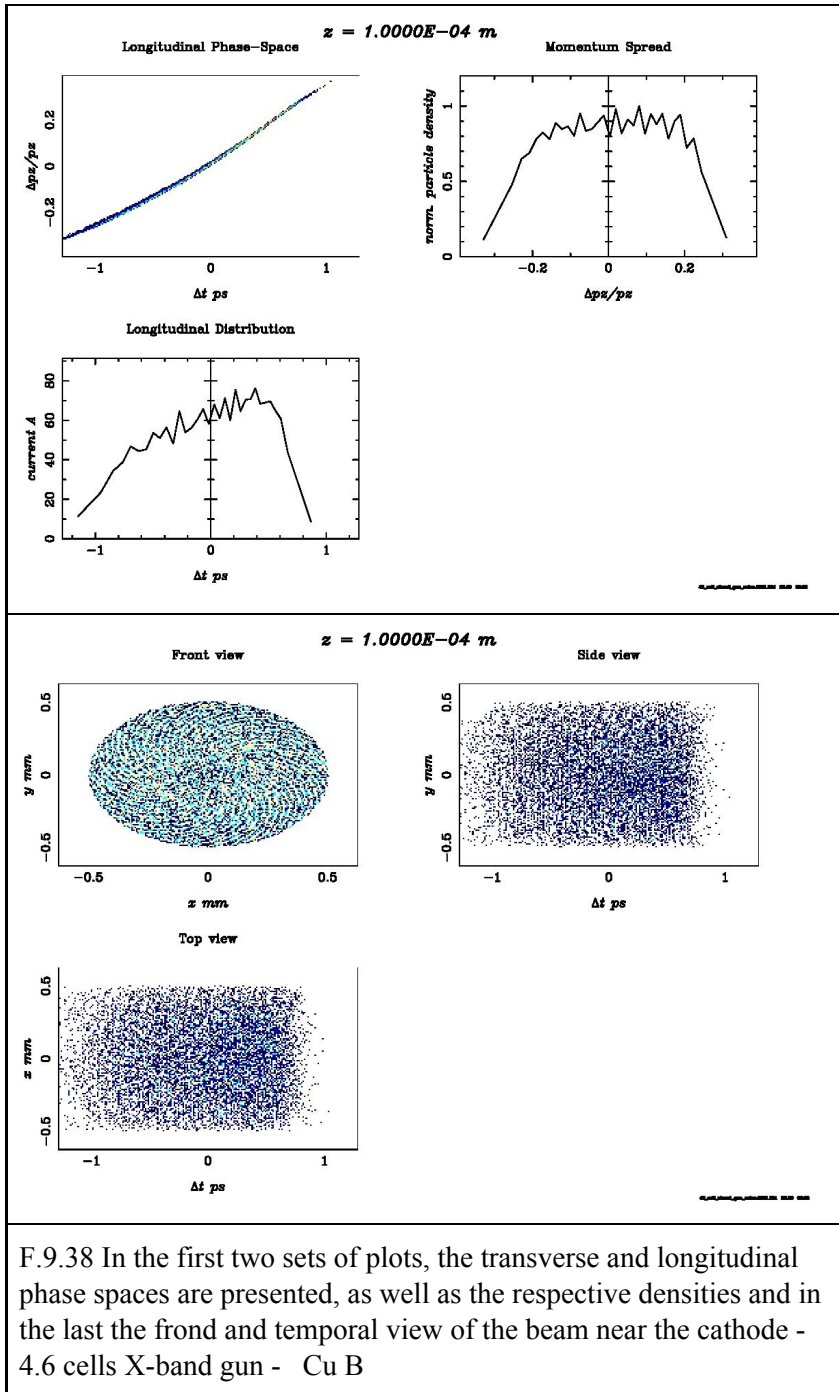 z = 1.0000E−04 m
Longitudinal Phase−Space
Momentum Spread
Δpz/pz
0.2
0
−0.2
−1
0
1
Δt ps
norm. particle density
1
0.5
0
−0.2
0
0.2
Δpz/pz
Longitudinal Distribution
current A
80
60
40
20
0
−1
0
1
Δt ps
z = 1.0000E−04 m
Front view
Side view
y mm
0.5
0
−0.5
−0.5
0
0.5
x mm
y mm
0.5
0
−0.5
−1
0
1
Δt ps
Top view
x mm
0.5
0
−0.5
−1
0
1
Δt ps
F.9.38 In the first two sets of plots, the transverse and longitudinal
phase spaces are presented, as well as the respective densities and in
the last the frond and temporal view of the beam near the cathode -
4.6 cells X-band gun - Cu B